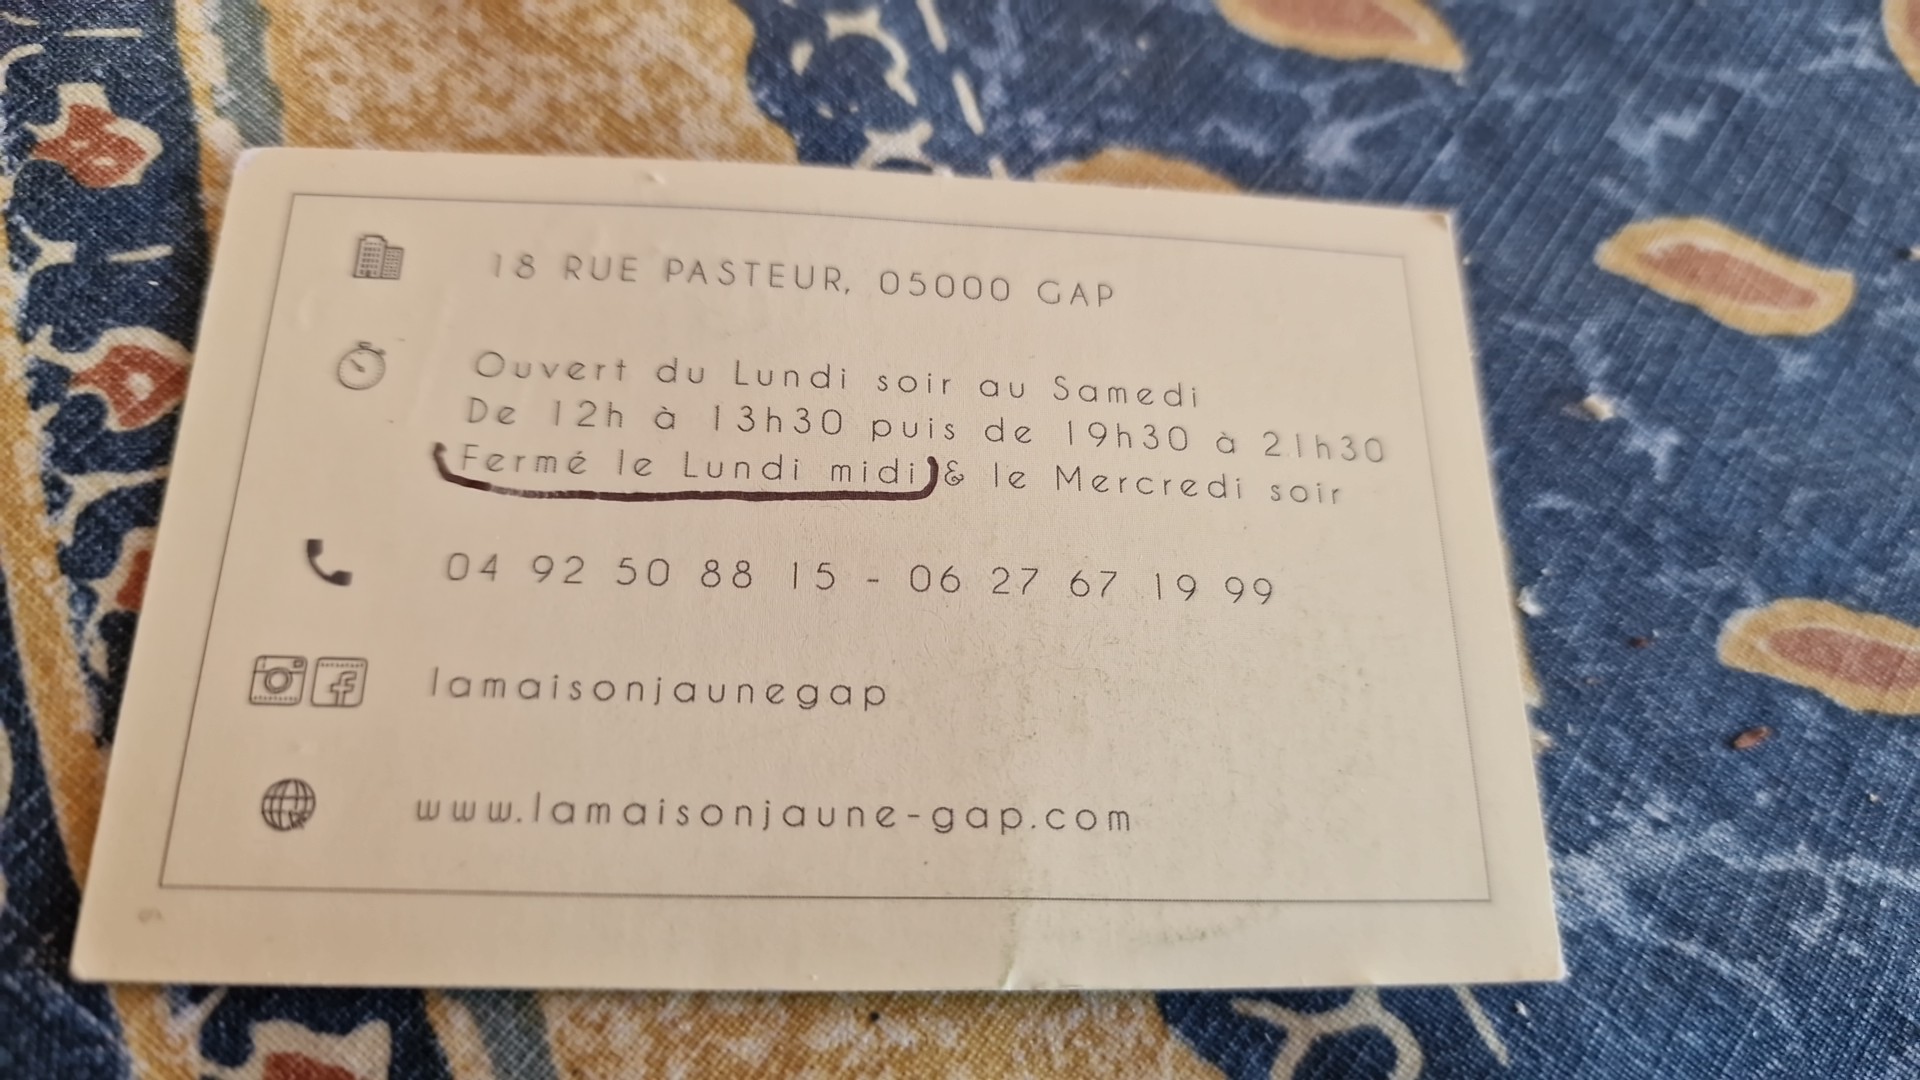 18 RUE PASTEUR, 05000 GAP
Ouvert du Lundi soir au Samedi
De 12h à 13h30 puis de 19h30 à 21h30
Fermé le Lundi midi & le Mercredi soir
04 92 50 88 15 - 06 27 67 19 99
lamaisonjaunegap
www.lamaisonjaune-gap.com